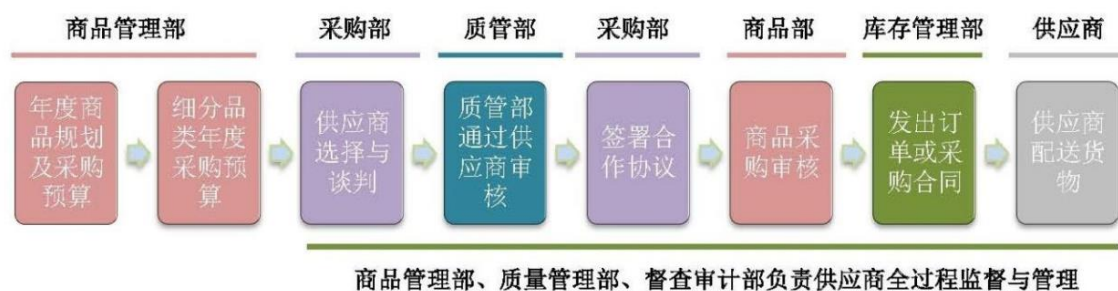 商品管理部
采购部
质管部
采购部
商品部
库存管理部
供应商
年度商
品规划
及采购
预算
细分品
类年度
采购预
算
供应商
选择与
谈判
质管部
通过供
应商审
核
签署合
作协议
商品采
购审核
发出订
单或采
购合同
供应商
配送货
物
商品管理部、质量管理部、督查审计部负责供应商全过程监督与管理